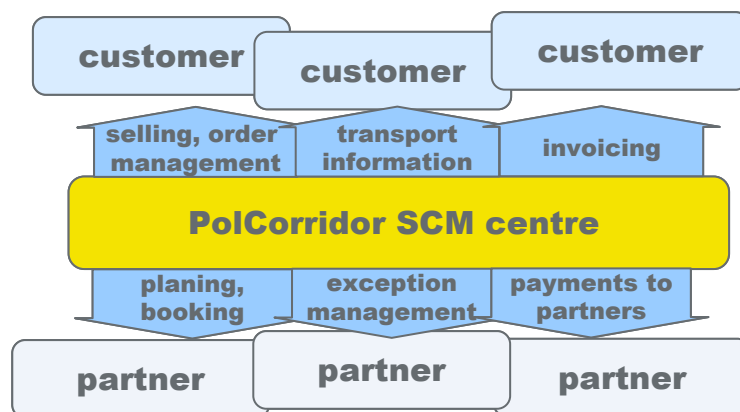 customer
customer
customer
selling, order
management
transport
information
invoicing
PolCorridor SCM centre
planing,
booking
exception
management
payments to
partners
partner
partner
partner